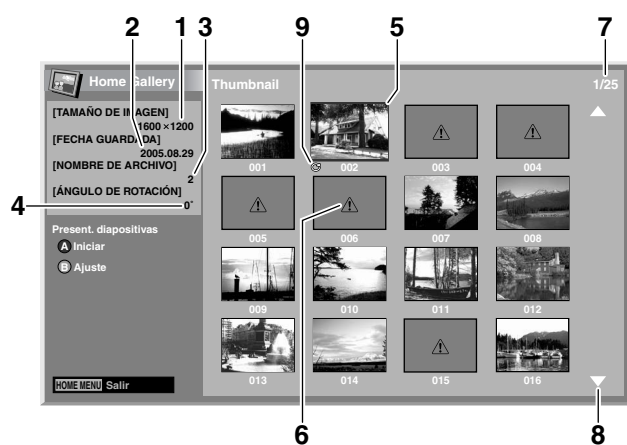 2 1 3 9 5 7
Home Gallery
Thumbnail
1/25
[TAMAÑO DE IMAGEN]
1600 ×1200
[FECHA GUARDADA]
2005.08.29
[NOMBRE DE ARCHIVO]
2
[ÁNGULO DE ROTACIÓN]
4
0°
Present. diapositivas
A Iniciar
B Ajuste
001 002 003 004
005 006 007 008
009 010 011 012
013 014 015 016
HOME MENU Salir
6 8